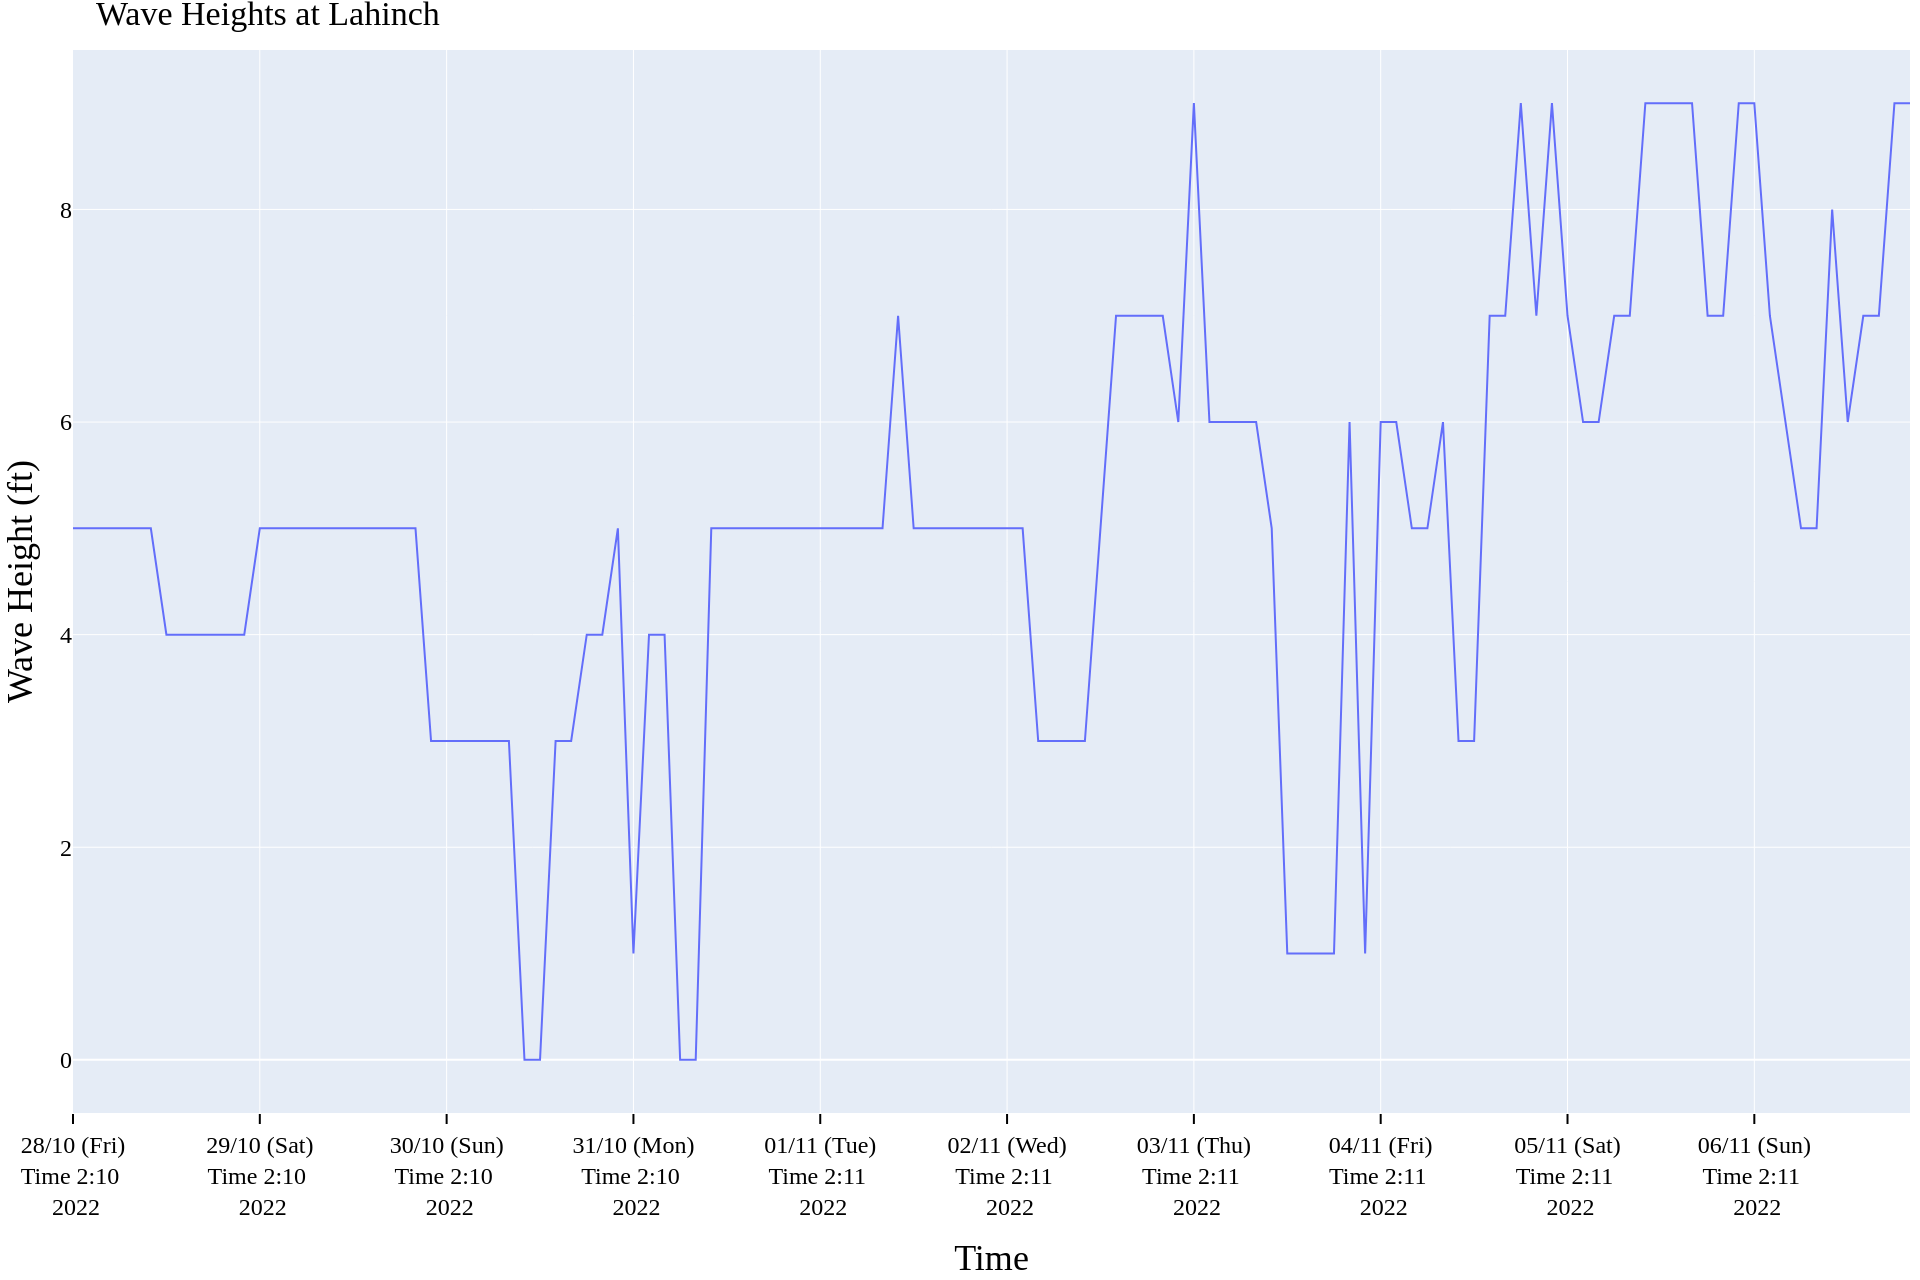 Wave Heights at Lahinch
Wave Height (ft)
8
6
4
2
0
28/10 (Fri)
Time 2:10
2022
29/10 (Sat)
Time 2:10
2022
30/10 (Sun)
Time 2:10
2022
31/10 (Mon)
Time 2:10
2022
01/11 (Tue)
Time 2:11
2022
02/11 (Wed)
Time 2:11
2022
03/11 (Thu)
Time 2:11
2022
04/11 (Fri)
Time 2:11
2022
05/11 (Sat)
Time 2:11
2022
06/11 (Sun)
Time 2:11
2022
Time